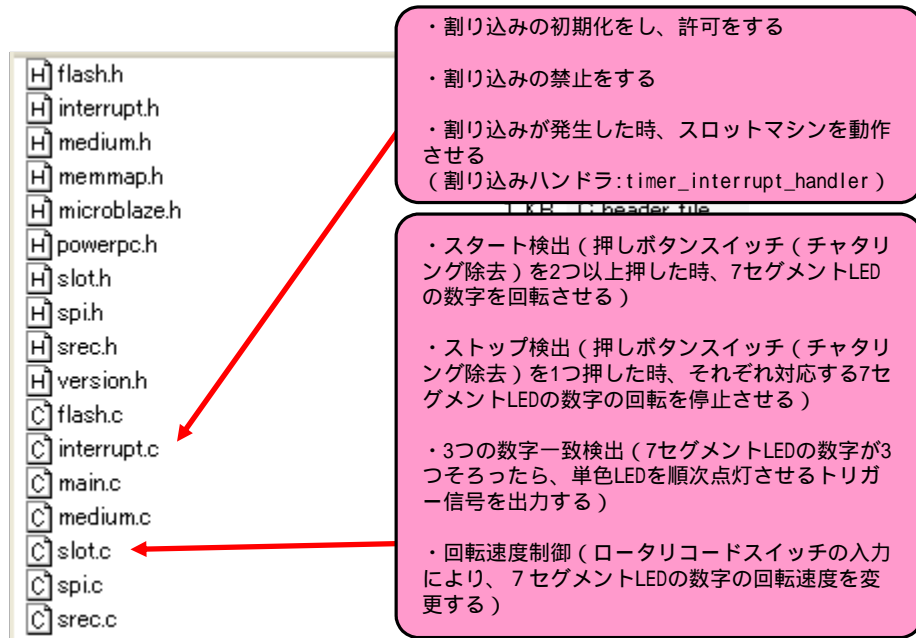 flash.h
interrupt.h
medium.h
memmap.h
microblaze.h
powerpc.h
slot.h
spi.h
srec.h
version.h
flash.c
interrupt.c
main.c
medium.c
slot.c
spi.c
srec.c
・割り込みの初期化をし、許可をする
・割り込みの禁止をする
・割り込みが発生した時、スロットマシンを動作
させる
(割り込みハンドラ:timer_interrupt_handler)
KB C header file
・スタート検出(押しボタンスイッチ(チャタリ
ング除去)を2つ以上押した時、7セグメントLED
の数字を回転させる)
・ストップ検出(押しボタンスイッチ(チャタリ
ング除去)を1つ押した時、それぞれ対応する7セ
グメントLEDの数字の回転を停止させる)
・3つの数字一致検出(7セグメントLEDの数字が3
つそろったら、単色LEDを順次点灯させるトリガ
ー信号を出力する)
・回転速度制御(ロータリコードスイッチの入力
により、7セグメントLEDの数字の回転速度を変
更する)